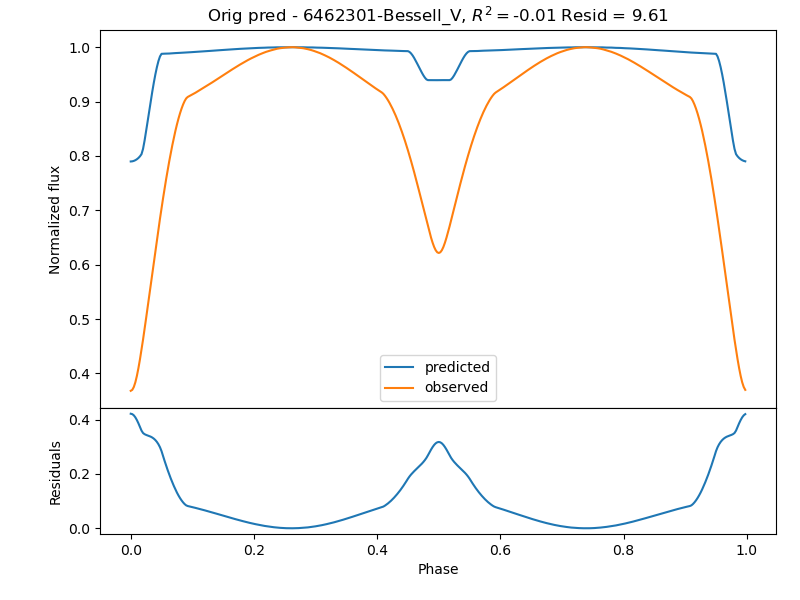 Orig pred - 6462301-Bessell_V, $R^2 = $-0.01 Resid = 9.61
1.0
0.9
0.8
0.7
0.6
0.5
0.4
Normalized flux
predicted
observed
0.4
0.2
0.0
Residuals
0.0 0.2 0.4 0.6 0.8 1.0
Phase